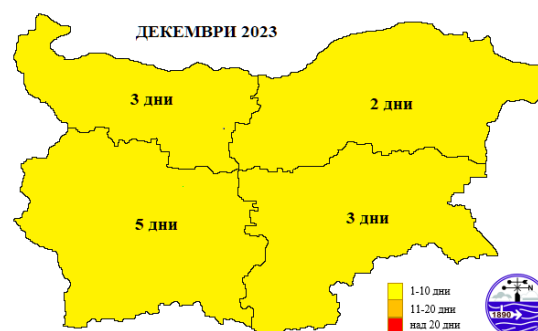 ДЕКЕМВРИ 2023
3 дни
2 дни
5 дни
3 дни
1-10 дни
11-20 дни
над 20 дни
N
1890